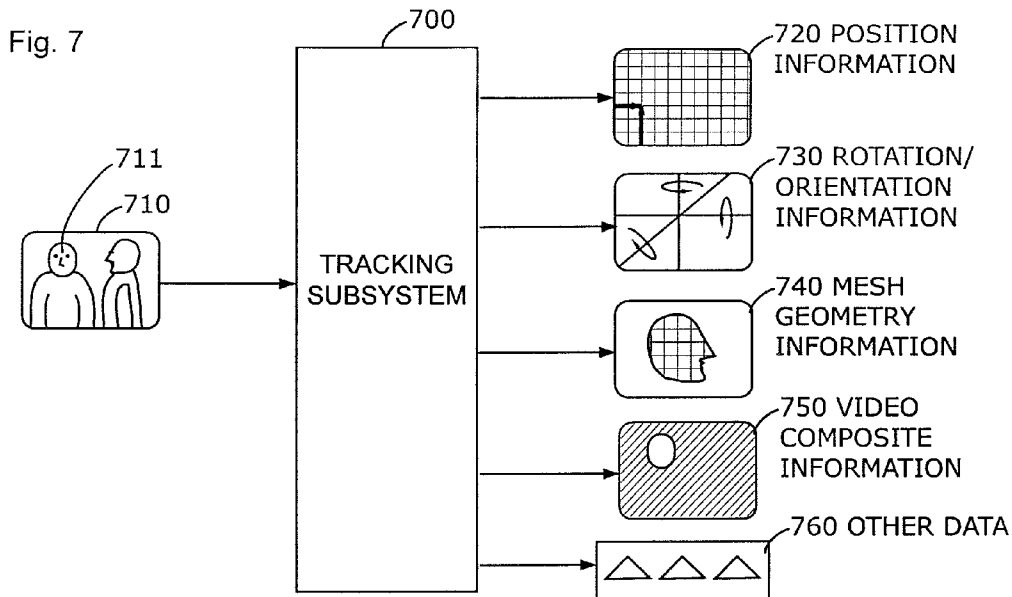 Fig. 7
700
711
710
TRACKING
SUBSYSTEM
720 POSITION
INFORMATION
730 ROTATION/
ORIENTATION
INFORMATION
740 MESH
GEOMETRY
INFORMATION
750 VIDEO
COMPOSITE
INFORMATION
760 OTHER DATA